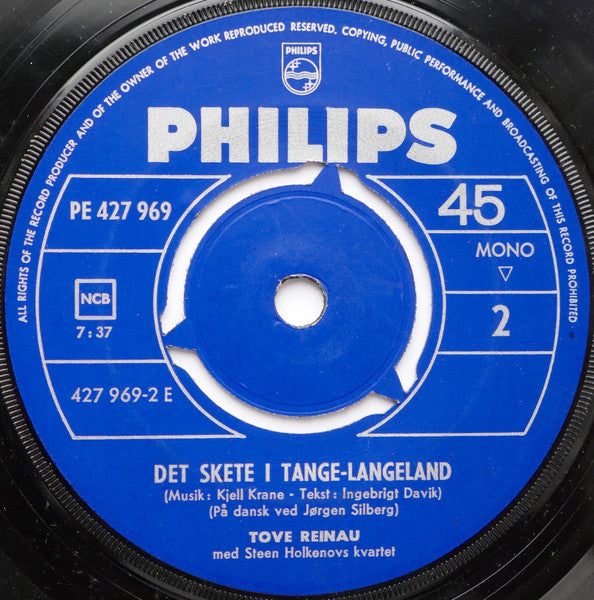 ALL RIGHTS OF THE RECORD PRODUCER AND OF THE OWNER OF THE WORK REPRODUCED RESERVED, COPYING, PUBLIC PERFORMANCE AND BROADCASTING OF THIS RECORD PROHIBITED
PHILIPS
PHILIPS
PE 427 969
45
MONO
NCB
7:37
2
427 969-2 E
DET SKETE I TANGE-LANGELAND
(Musik: Kjell Krane - Tekst: Ingebrigt Davik)
(På dansk ved Jørgen Silberg)
TOVE REINAU
med Steen Holkenovs kvartet